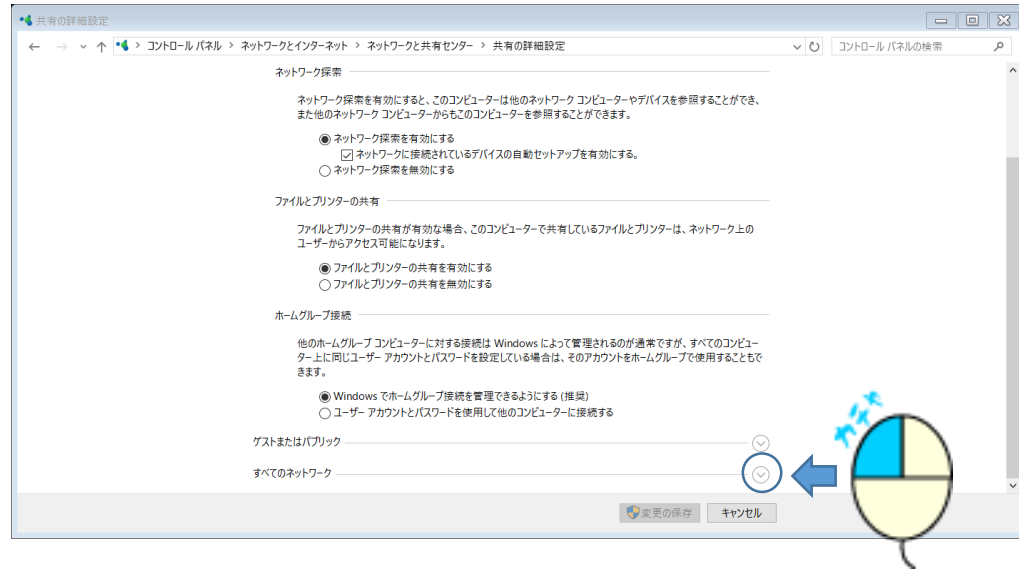 共有の詳細設定
コントロール パネル > ネットワークとインターネット > ネットワークと共有センター > 共有の詳細設定
コントロール パネルの検索
ネットワーク探索
ネットワーク探索を有効にすると、このコンピューターは他のネットワーク コンピューターやデバイスを参照することができ、
また他のネットワーク コンピューターからもこのコンピューターを参照することができます。
ネットワーク探索を有効にする
ネットワークに接続されているデバイスの自動セットアップを有効にする。
ネットワーク探索を無効にする
ファイルとプリンターの共有
ファイルとプリンターの共有が有効な場合、このコンピューターで共有しているファイルとプリンターは、ネットワーク上の
ユーザーからアクセス可能になります。
ファイルとプリンターの共有を有効にする
ファイルとプリンターの共有を無効にする
ホームグループ接続
他のホームグループ コンピューターに対する接続は Windows によって管理されるのが通常ですが、すべてのコンピュー
ター上に同じユーザー アカウントとパスワードを設定している場合は、そのアカウントをホームグループで使用することもで
きます。
Windows でホームグループ接続を管理できるようにする (推奨)
ユーザー アカウントとパスワードを使用して他のコンピューターに接続する
ゲストまたはパブリック
すべてのネットワーク
変更の保存
キャンセル
カチカチ